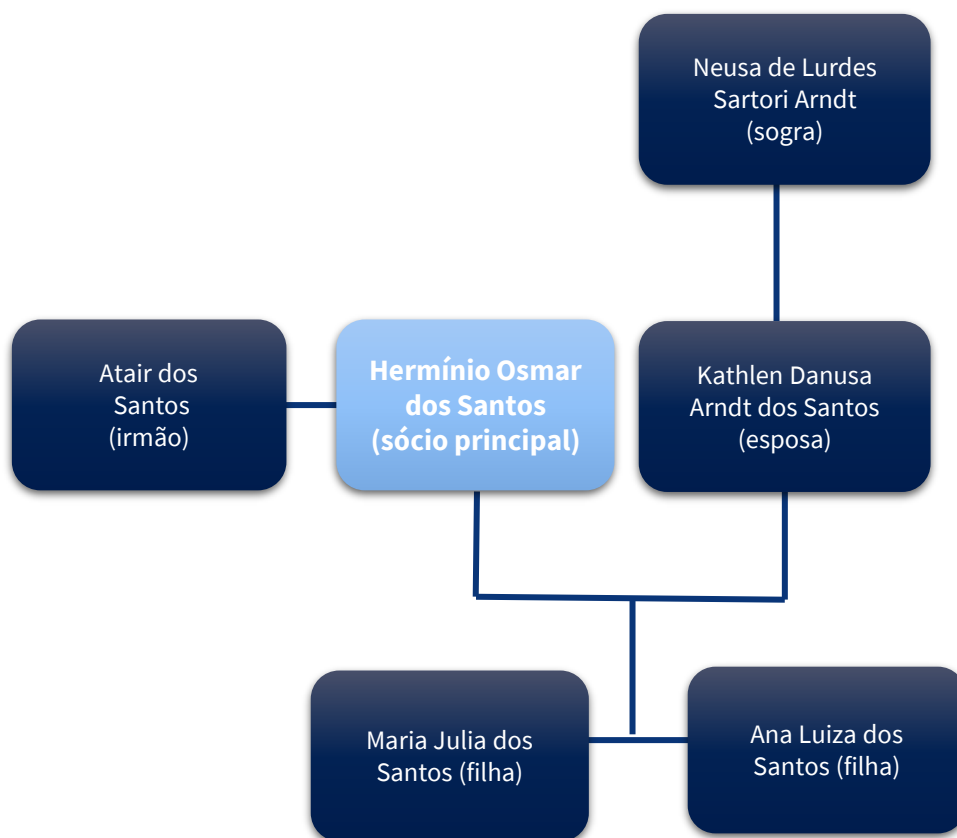 Neusa de Lurdes
Sartori Arndt
(sogra)
Atair dos
Santos
(irmão)
Hermínio Osmar
dos Santos
(sócio principal)
Kathlen Danusa
Arndt dos Santos
(esposa)
Maria Julia dos
Santos (filha)
Ana Luiza dos
Santos (filha)